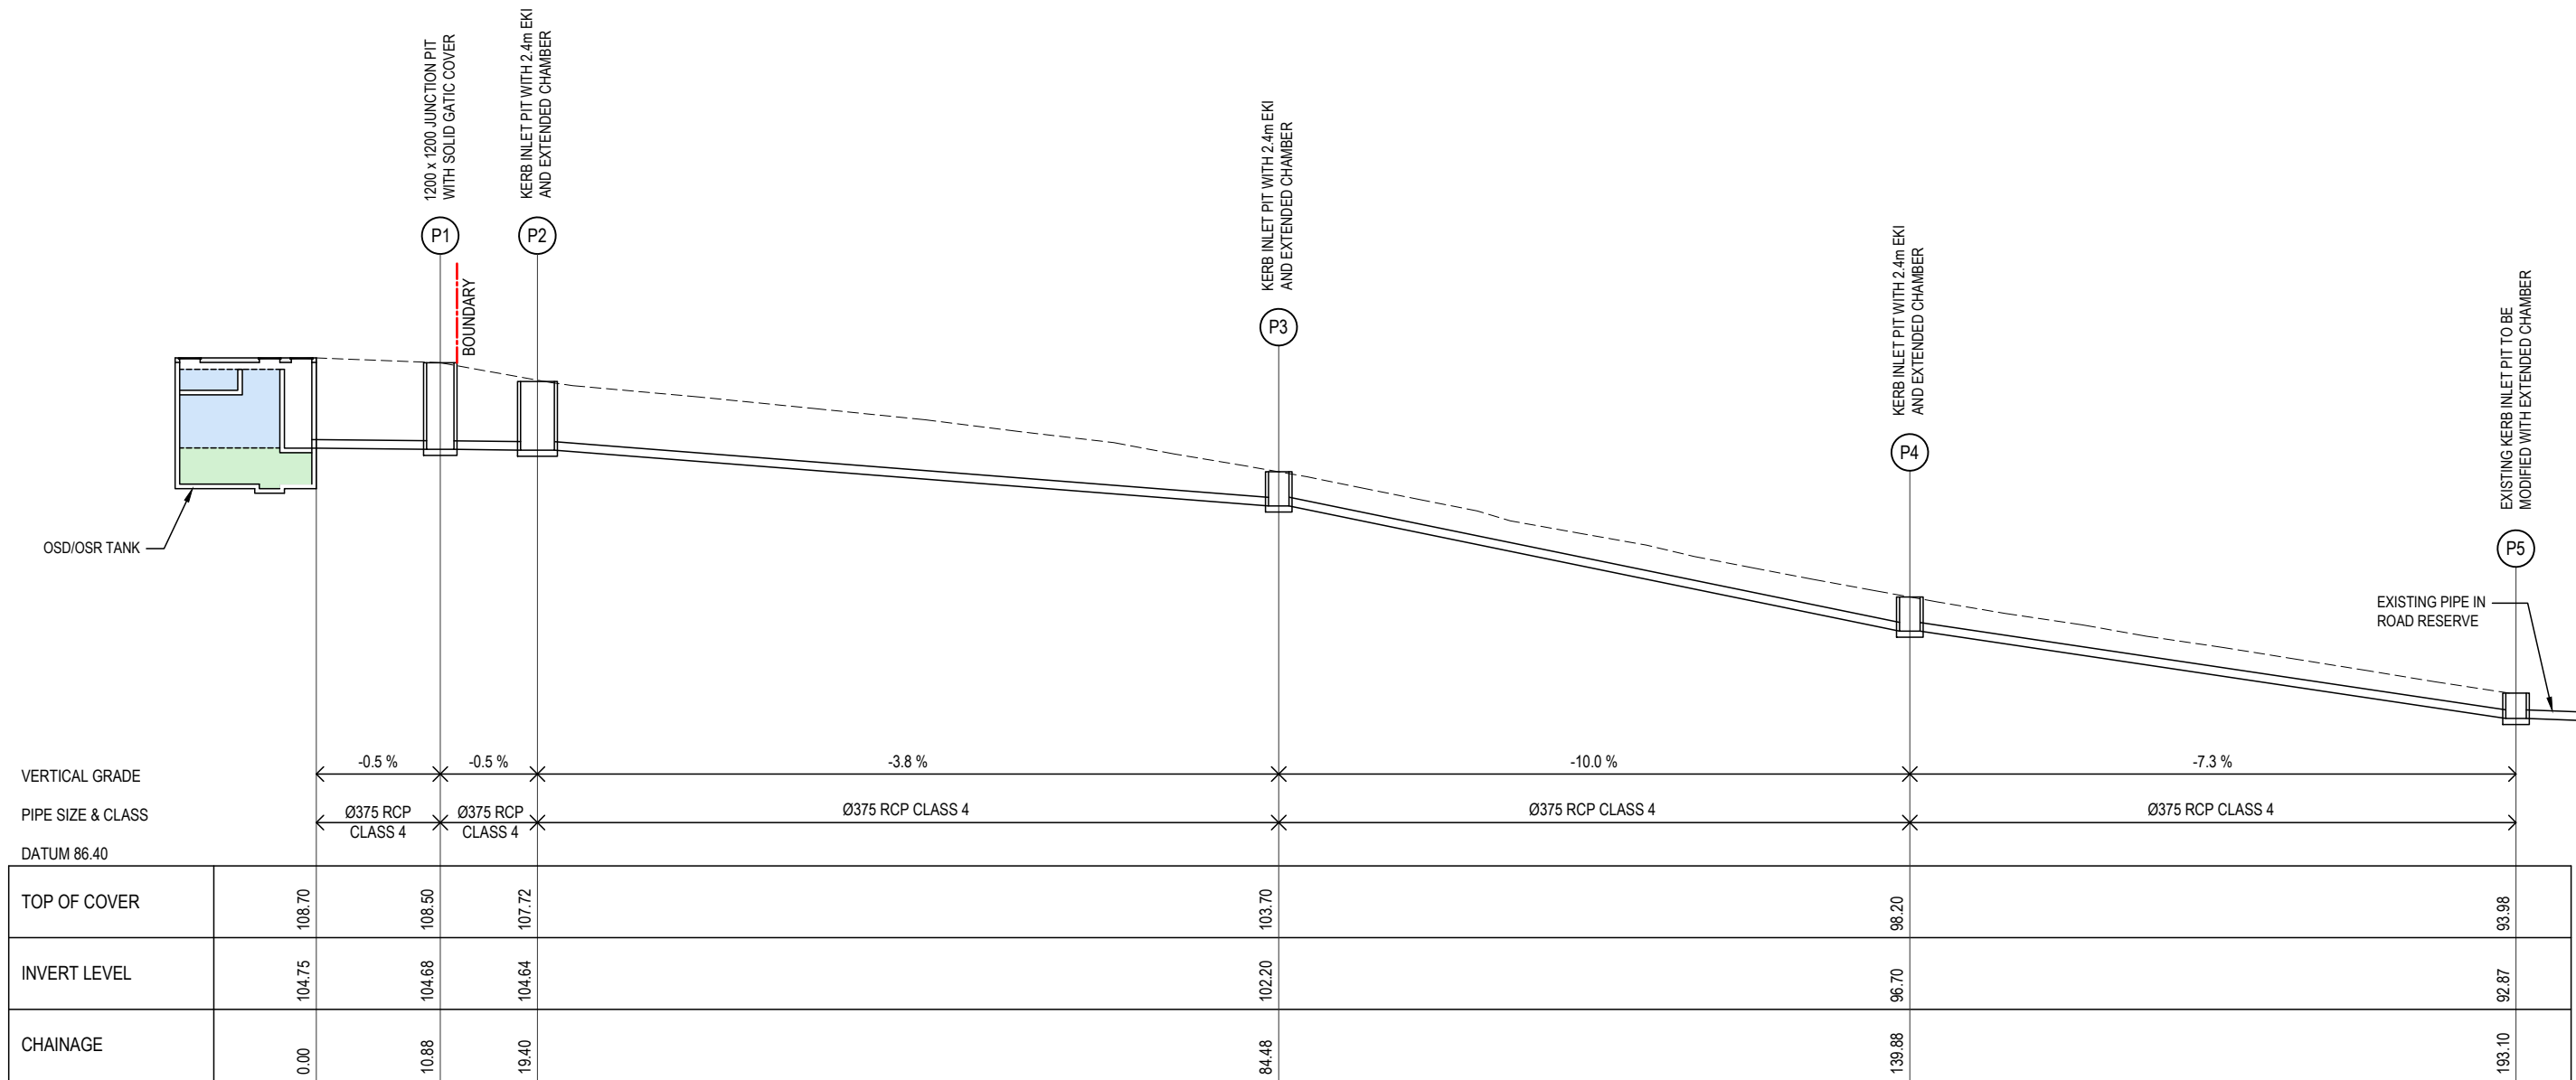 1200 x 1200 JUNCTION PIT
WITH SOLID GATIC COVER
KERB INLET PIT WITH 2.4m EKI
AND EXTENDED CHAMBER
KERB INLET PIT WITH 2.4m EKI
AND EXTENDED CHAMBER
KERB INLET PIT WITH 2.4m EKI
AND EXTENDED CHAMBER
EXISTING KERB INLET PIT TO BE
MODIFIED WITH EXTENDED CHAMBER
P1
P2
P3
P4
P5
BOUNDARY
OSD/OSR TANK
EXISTING PIPE IN
ROAD RESERVE
VERTICAL GRADE
-0.5 %
-0.5 %
-3.8 %
-10.0 %
-7.3 %
PIPE SIZE & CLASS
Ø375 RCP
CLASS 4
Ø375 RCP
CLASS 4
Ø375 RCP CLASS 4
Ø375 RCP CLASS 4
Ø375 RCP CLASS 4
DATUM 86.40
TOP OF COVER
108.70
108.50
107.72
103.70
98.20
93.98
INVERT LEVEL
104.75
104.68
104.64
102.20
96.70
92.87
CHAINAGE
0.00
10.88
19.40
84.48
139.88
193.10